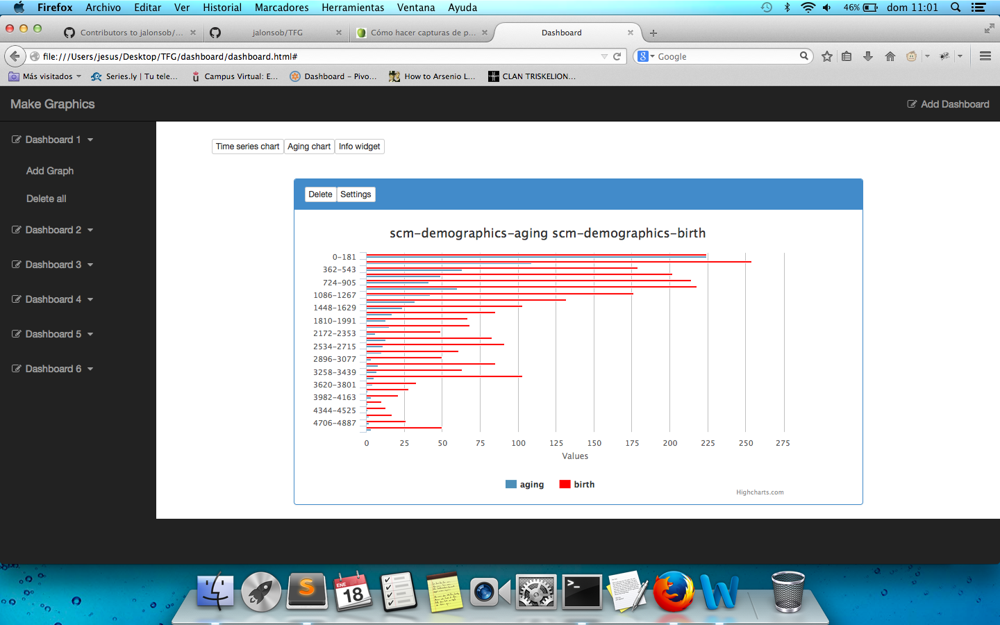 Firefox Archivo Editar Ver Historial Marcadores Herramientas Ventana Ayuda 46% dom 11:01
Contributors to jalonsob/... jalonsob/TFG Cómo hacer capturas de p... Dashboard
file:///Users/jesus/Desktop/TFG/dashboard/dashboard.html# Google
Más visitados Series.ly | Tu tele... Campus Virtual: E... Dashboard – Pivo... How to Arsenio L... CLAN TRISKELION...
Make Graphics Add Dashboard
Dashboard 1
Add Graph
Delete all
Dashboard 2
Dashboard 3
Dashboard 4
Dashboard 5
Dashboard 6
Time series chart Aging chart Info widget
Delete Settings
scm-demographics-aging scm-demographics-birth
0-181
362-543
724-905
1086-1267
1448-1629
1810-1991
2172-2353
2534-2715
2896-3077
3258-3439
3620-3801
3982-4163
4344-4525
4706-4887
0 25 50 75 100 125 150 175 200 225 250 275
Values
aging birth
Highcharts.com
ENE
18